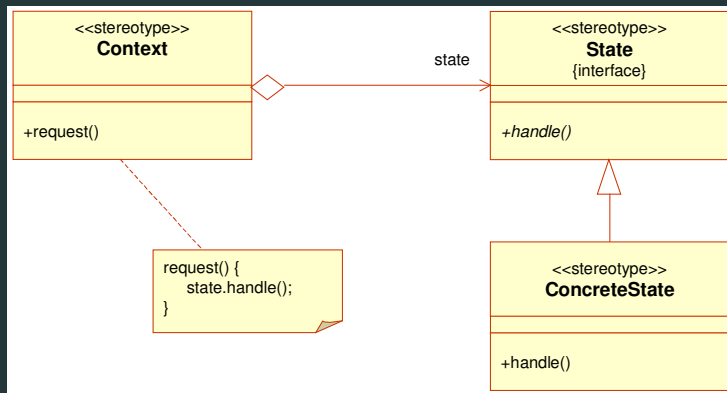 <<stereotype>>
Context
+request()
state
<<stereotype>>
State
{interface}
+handle()
request() {
state.handle();
}
<<stereotype>>
ConcreteState
+handle()